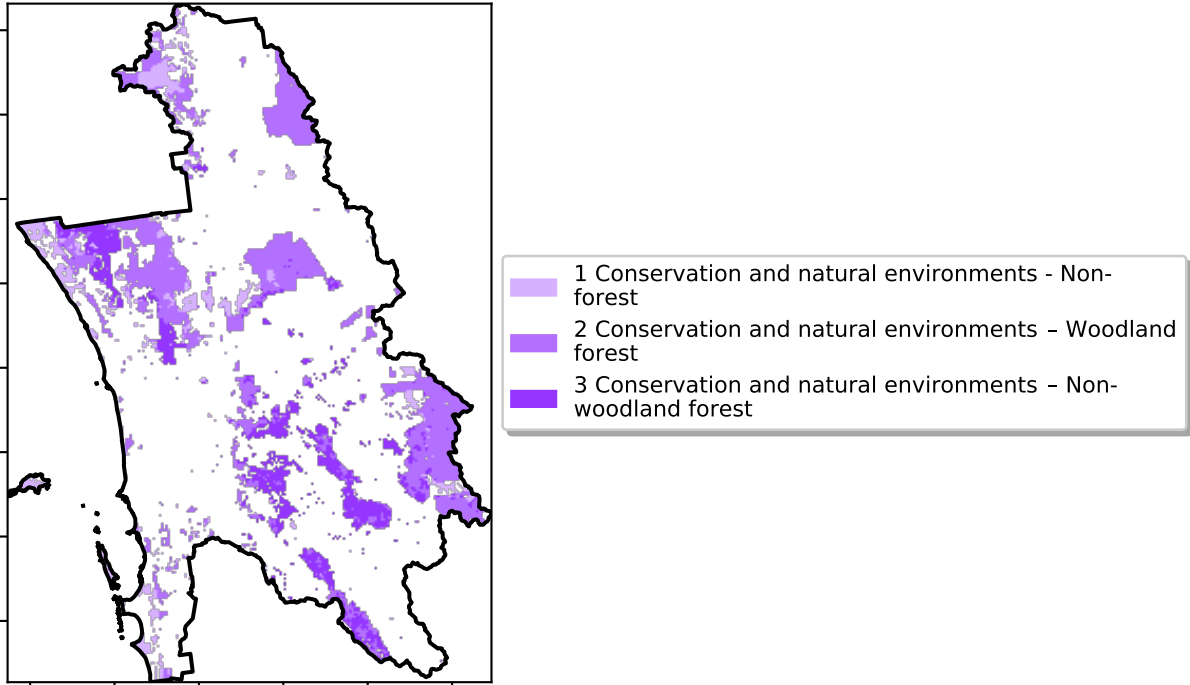 1 Conservation and natural environments - Non-
forest
2 Conservation and natural environments – Woodland
forest
3 Conservation and natural environments – Non-
woodland forest